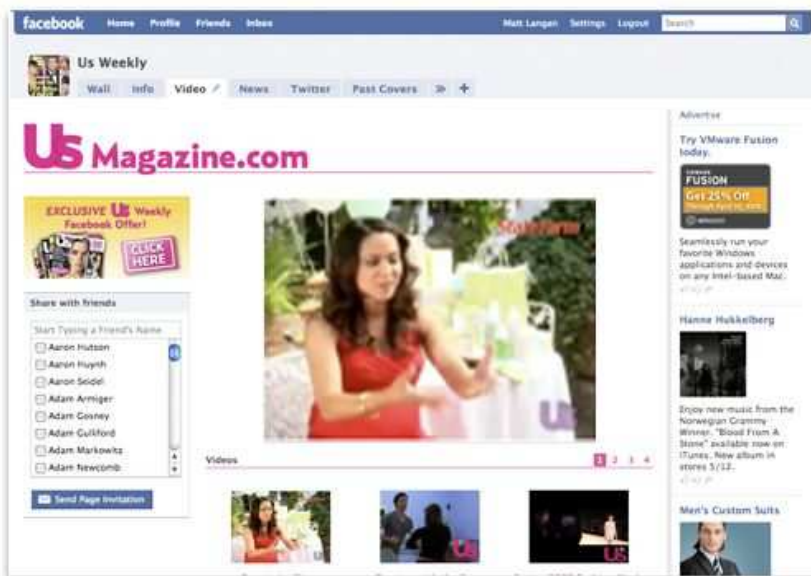 facebook Home Profile Friends Inbox Matt Langan Settings Logout Search
Us Weekly
Wall Info Video News Twitter Past Covers » +
Us Magazine.com
EXCLUSIVE Us Weekly
Facebook Offer!
CLICK
HERE
Share with friends
Start Typing a Friend's Name
Aaron Hutson
Aaron Huynh
Aaron Seidel
Adam Armiger
Adam Gosney
Adam Gulkford
Adam Markowitz
Adam Newcomb
Send Page Invitation
StateFarm
Us
Videos 1 2 3 4
Us
Us
Us
Advertise
Try VMware Fusion
today.
FUSION
Get 25% Off
Seamlessly run your
favorite Windows
applications and devices
on any Intel-based Mac.
Hanne Hukkelberg
Enjoy new music from the
Norwegian Grammy
Winner. "Blood From A
Stone" available now on
iTunes. New album in
stores 5/12.
Men's Custom Suits